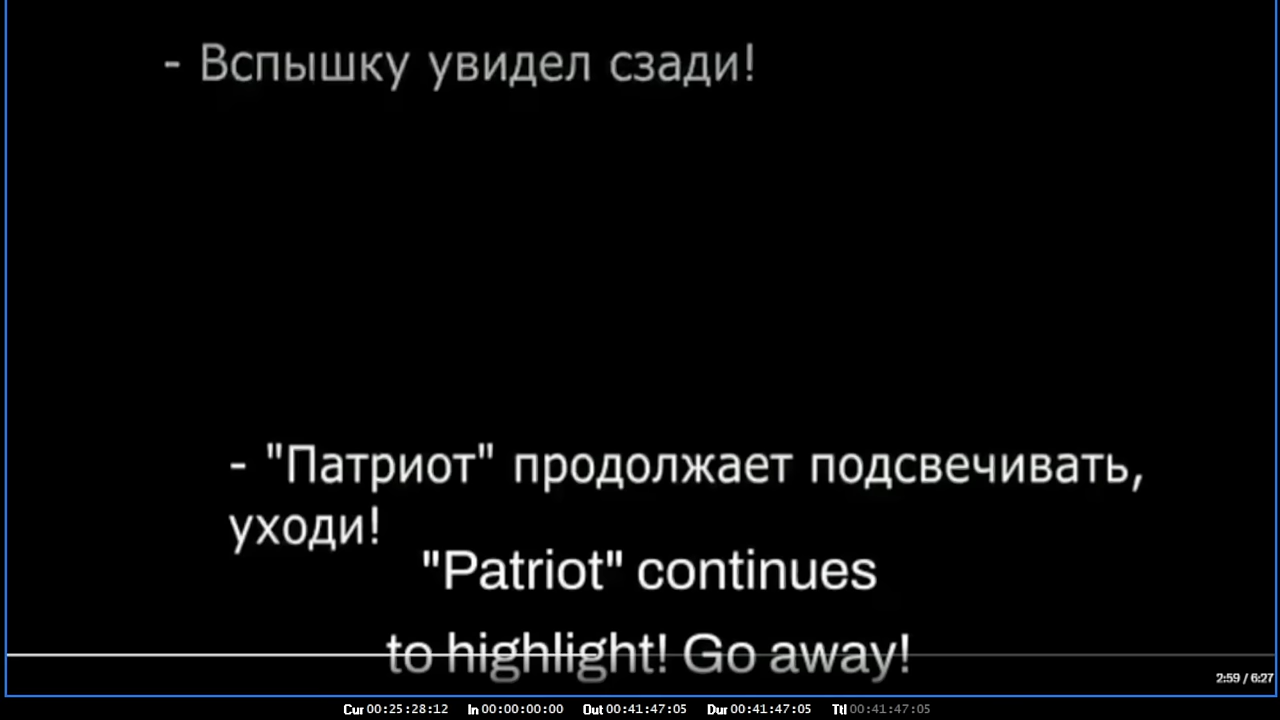 - Вспышку увидел сзади!
- "Патриот" продолжает подсвечивать,
уходи!
"Patriot" continues
to highlight! Go away!
2:59 / 6:27
Cur 00:25:28:12 In 00:00:00:00 Out 00:41:47:05 Dur 00:41:47:05 Ttl 00:41:47:05